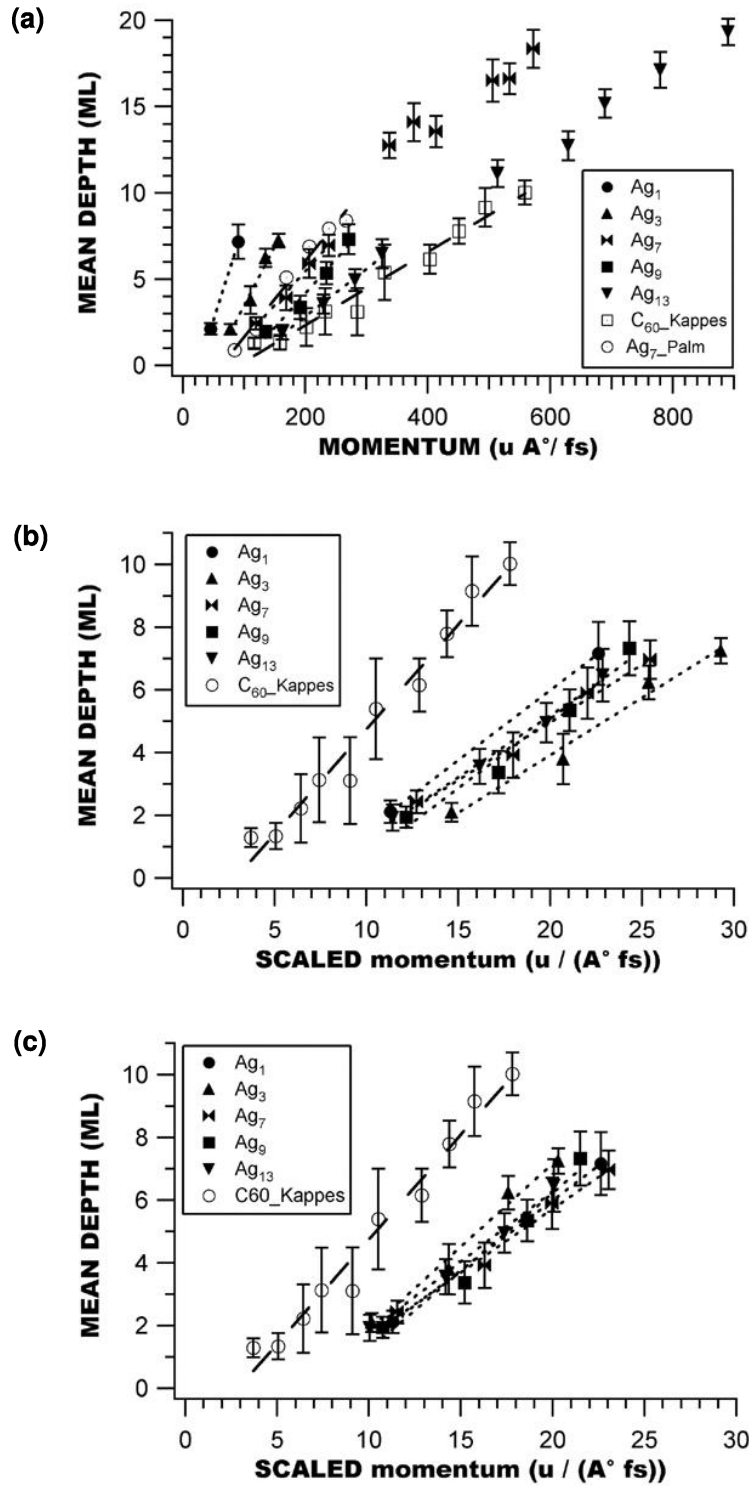 (a)
20
15
10
5
0
MEAN DEPTH (ML)
Ag1
Ag3
Ag7
Ag9
Ag13
C60_Kappes
Ag7_Palm
0 200 400 600 800
MOMENTUM (u A°/ fs)
(b)
10
8
6
4
2
0
MEAN DEPTH (ML)
Ag1
Ag3
Ag7
Ag9
Ag13
C60_Kappes
0 5 10 15 20 25 30
SCALED momentum (u / (A° fs))
(c)
10
8
6
4
2
0
MEAN DEPTH (ML)
Ag1
Ag3
Ag7
Ag9
Ag13
C60_Kappes
0 5 10 15 20 25 30
SCALED momentum (u / (A° fs))